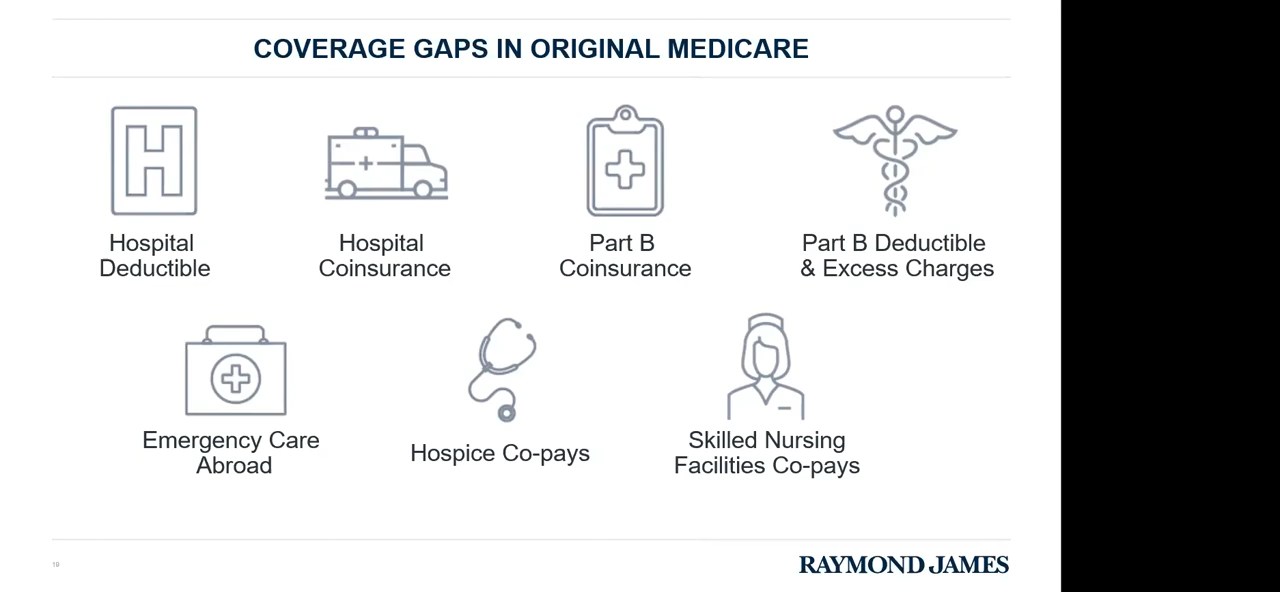 COVERAGE GAPS IN ORIGINAL MEDICARE
H
Hospital
Deductible
Hospital
Coinsurance
Part B
Coinsurance
Part B Deductible
& Excess Charges
Emergency Care
Abroad
Hospice Co-pays
Skilled Nursing
Facilities Co-pays
19
RAYMOND JAMES